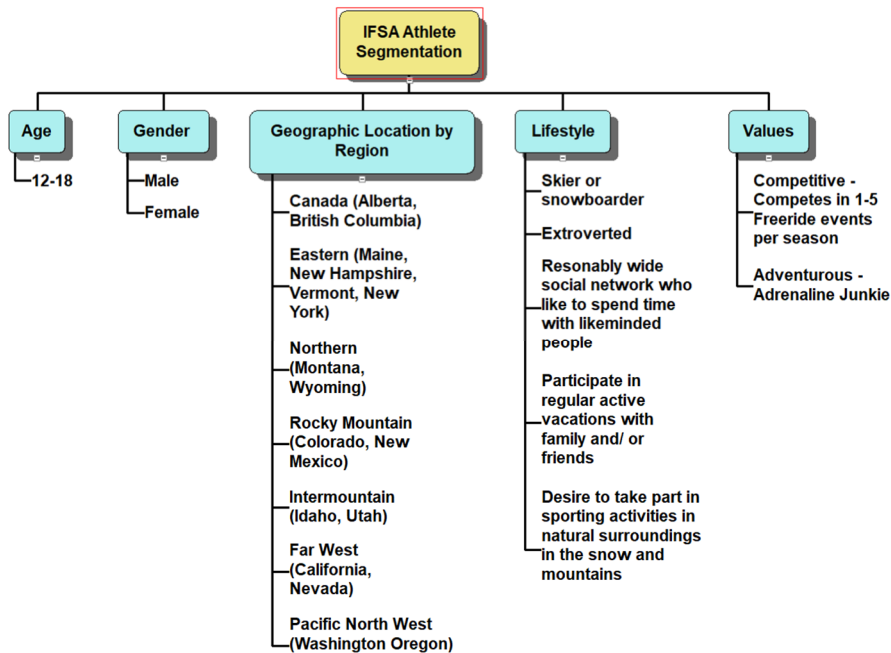 IFSA Athlete
Segmentation
Age
12-18
Gender
Male
Female
Geographic Location by
Region
Canada (Alberta,
British Columbia)
Eastern (Maine,
New Hampshire,
Vermont, New
York)
Northern
(Montana,
Wyoming)
Rocky Mountain
(Colorado, New
Mexico)
Intermountain
(Idaho, Utah)
Far West
(California,
Nevada)
Pacific North West
(Washington Oregon)
Lifestyle
Skier or
snowboarder
Extroverted
Resonably wide
social network who
like to spend time
with likeminded
people
Participate in
regular active
vacations with
family and/ or
friends
Desire to take part in
sporting activities in
natural surroundings
in the snow and
mountains
Values
Competitive -
Competes in 1-5
Freeride events
per season
Adventurous -
Adrenaline Junkie